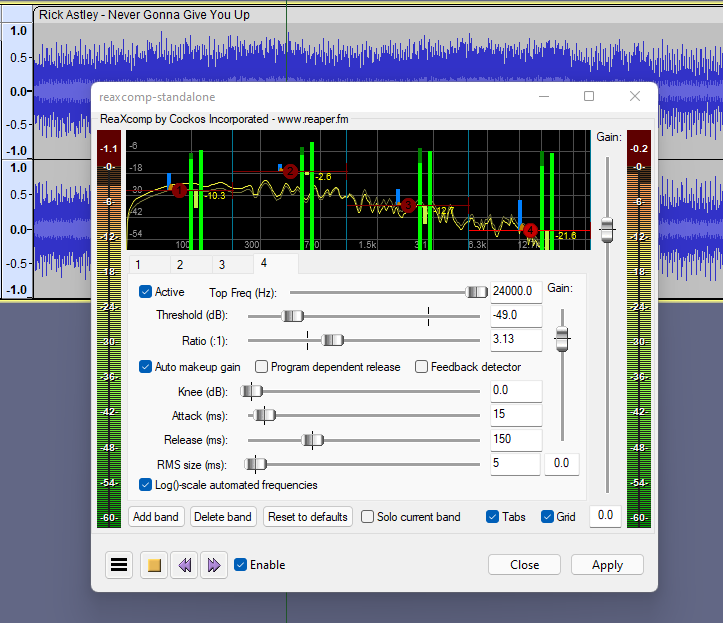 Rick Astley - Never Gonna Give You Up
1.0
0.5-
0.0-
-0.5-
-1.0
1.0
0.5-
0.0-
-0.5-
-1.0
reaxcomp-standalone
ReaXcomp by Cockos Incorporated - www.reaper.fm
-1.1
-0-
-6-
-12-
-18-
-24-
-30-
-36-
-42-
-48-
-54-
-60-
-6
-18
-30
-42
-54
1
-10.3
2
-2.6
3
4
-21.6
100
300
700
1.5k
6.3k
Gain:
-0.2
-0-
-6-
-12-
-18-
-24-
-30-
-36-
-42-
-48-
-54-
-60-
1 2 3 4
Active Top Freq (Hz): 24000.0 Gain:
Threshold (dB): -49.0
Ratio (:1): 3.13
Auto makeup gain Program dependent release Feedback detector
Knee (dB): 0.0
Attack (ms): 15
Release (ms): 150
RMS size (ms): 5 0.0
Log()-scale automated frequencies
Add band Delete band Reset to defaults Solo current band Tabs Grid 0.0
Enable Close Apply